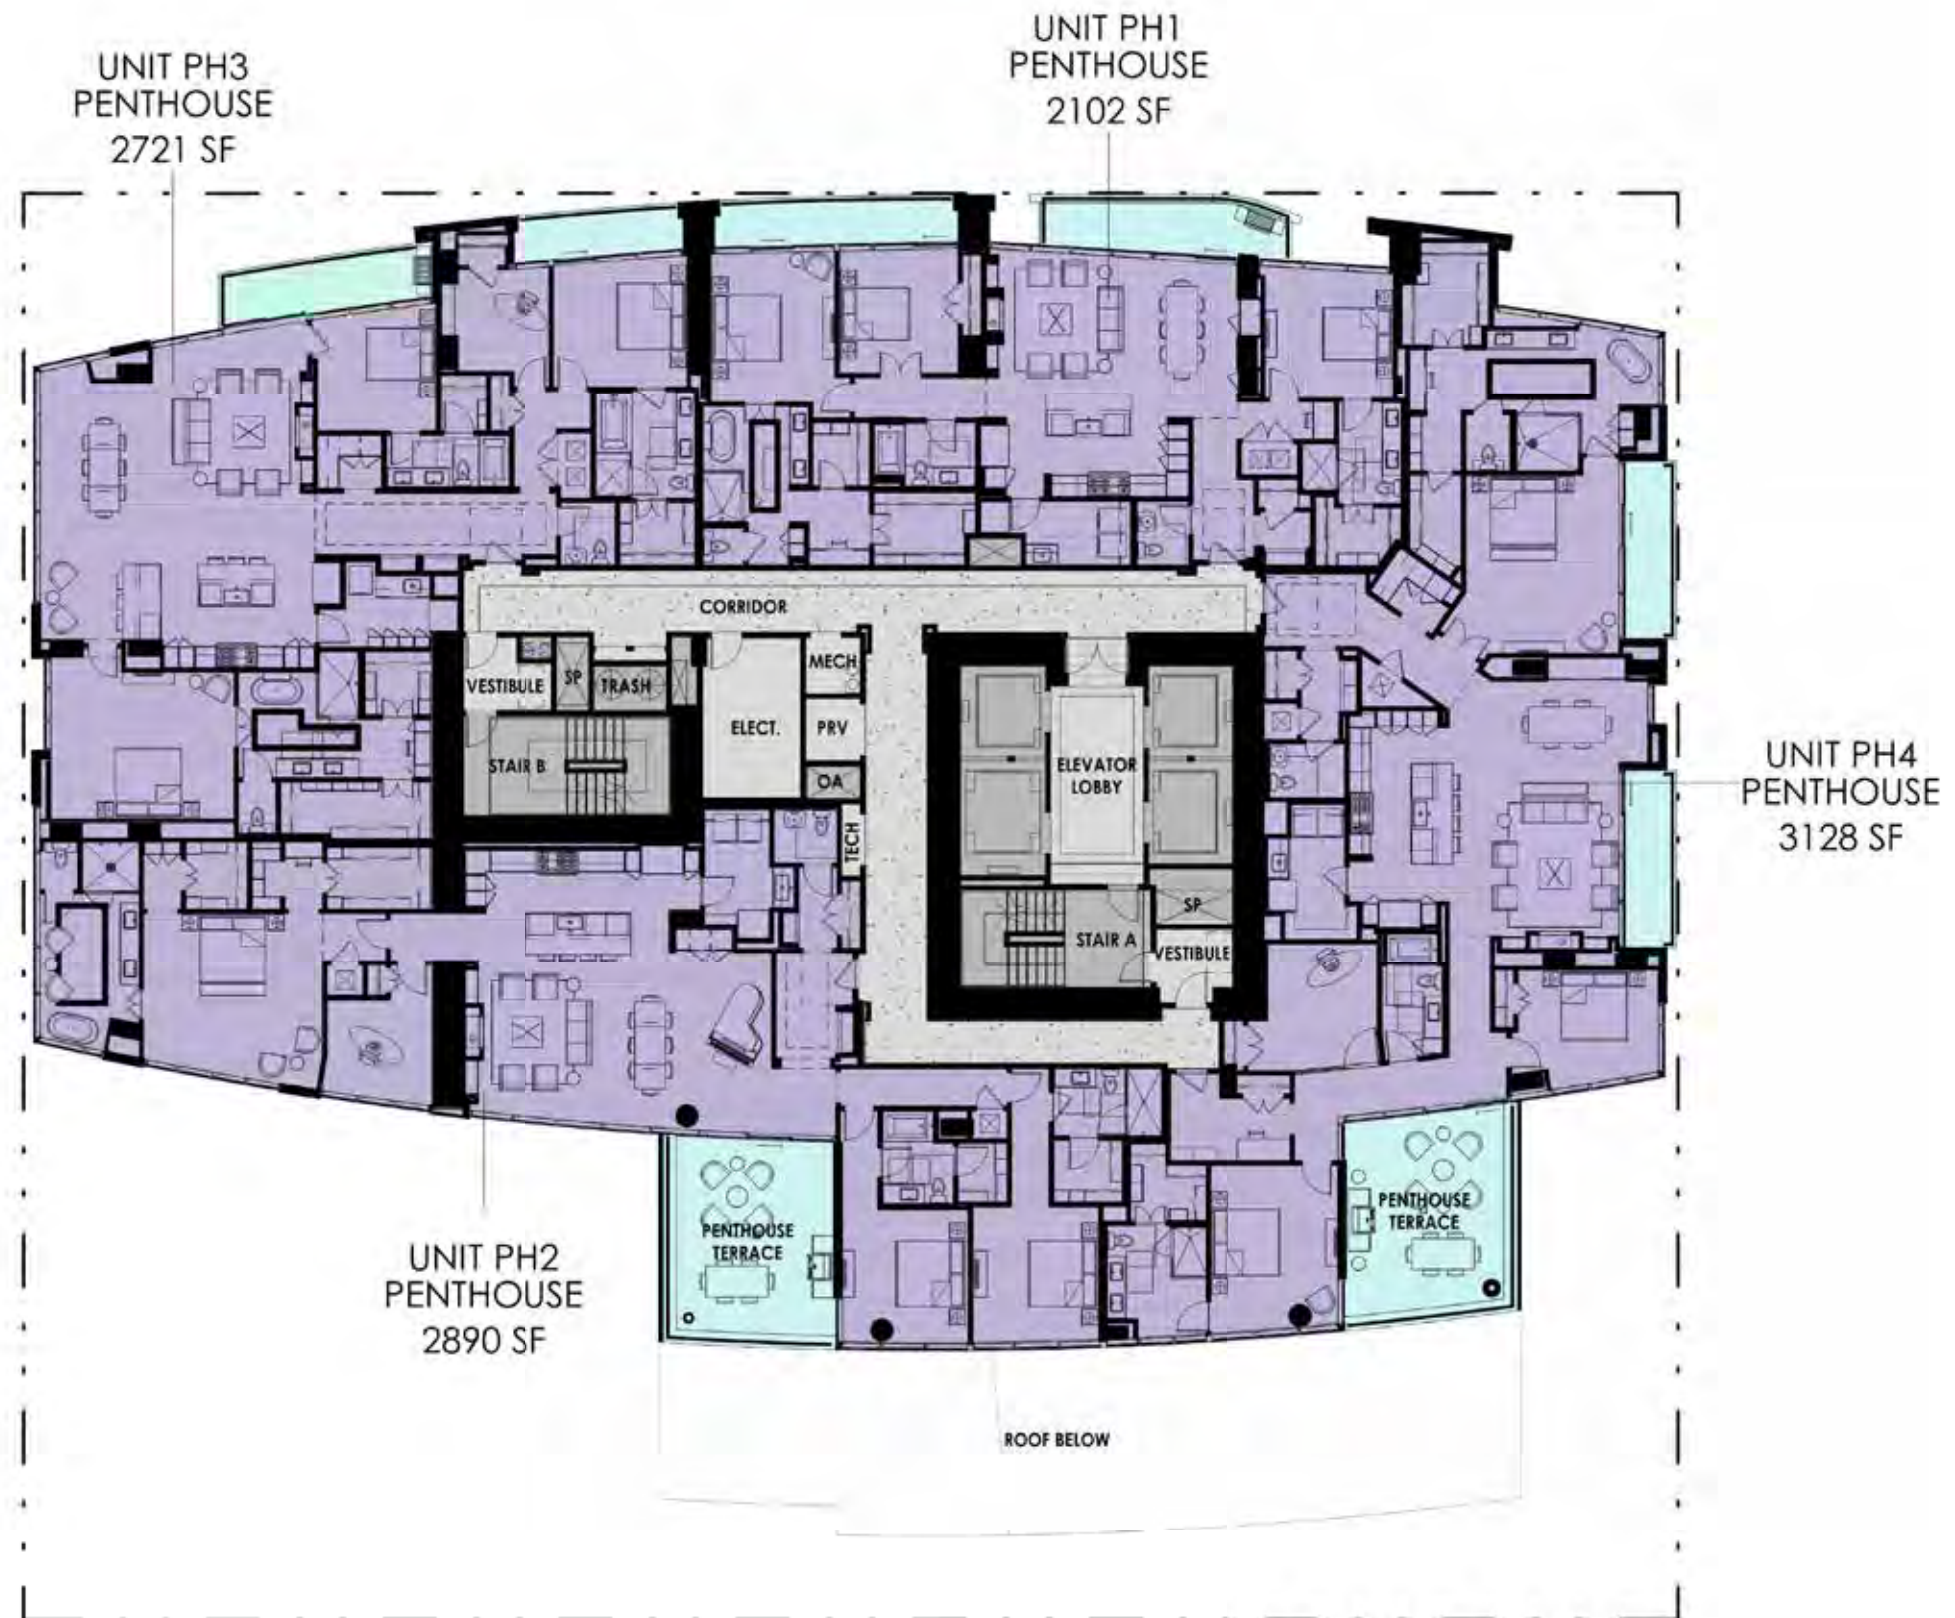 UNIT PH1
PENTHOUSE
2102 SF
UNIT PH3
PENTHOUSE
2721 SF
CORRIDOR
MECH
VESTIBULE
SP
TRASH
ELECT.
PRV
STAIR B
OA
ELEVATOR
LOBBY
UNIT PH4
PENTHOUSE
3128 SF
TECH
SP
STAIR A
VESTIBULE
PENTHOUSE
TERRACE
PENTHOUSE
TERRACE
UNIT PH2
PENTHOUSE
2890 SF
ROOF BELOW